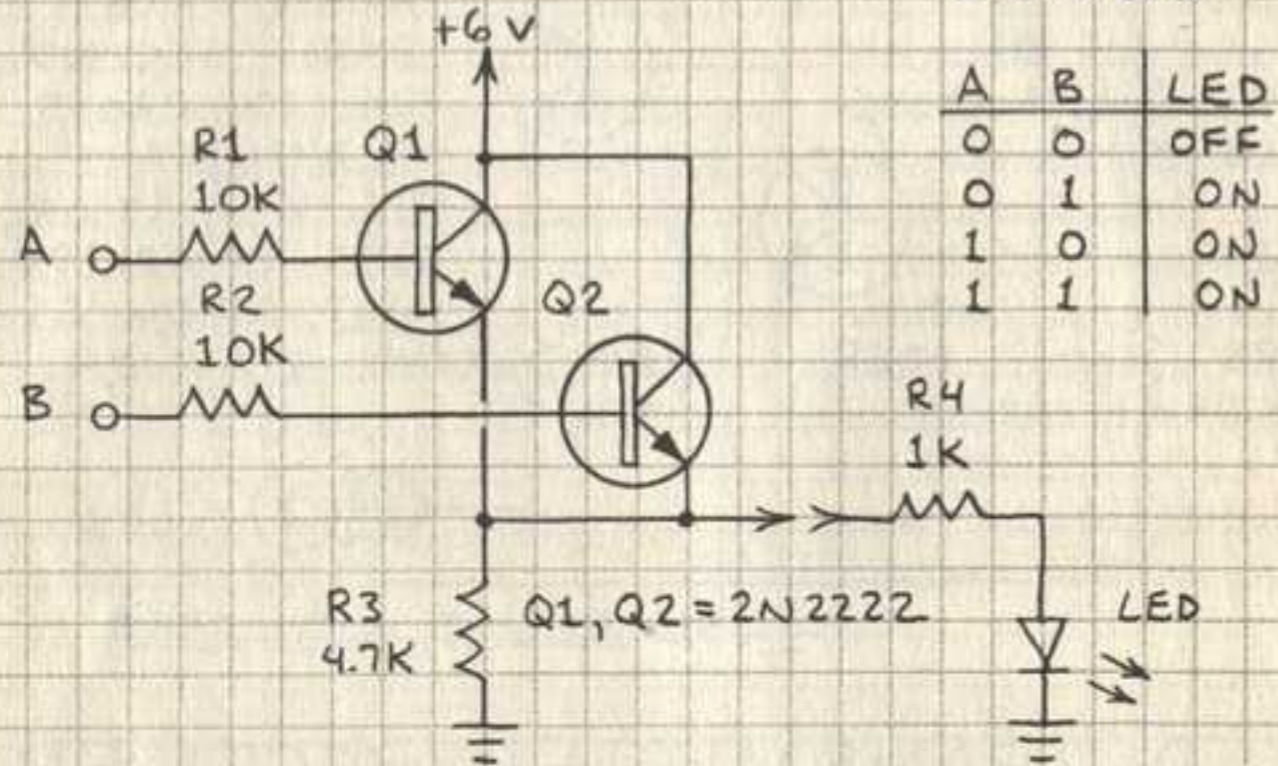 +6 V
R1
10K
Q1
A
R2
10K
Q2
B
R4
1K
R3
4.7K
Q1, Q2 = 2N2222
LED
A B LED
0 0 OFF
0 1 ON
1 0 ON
1 1 ON